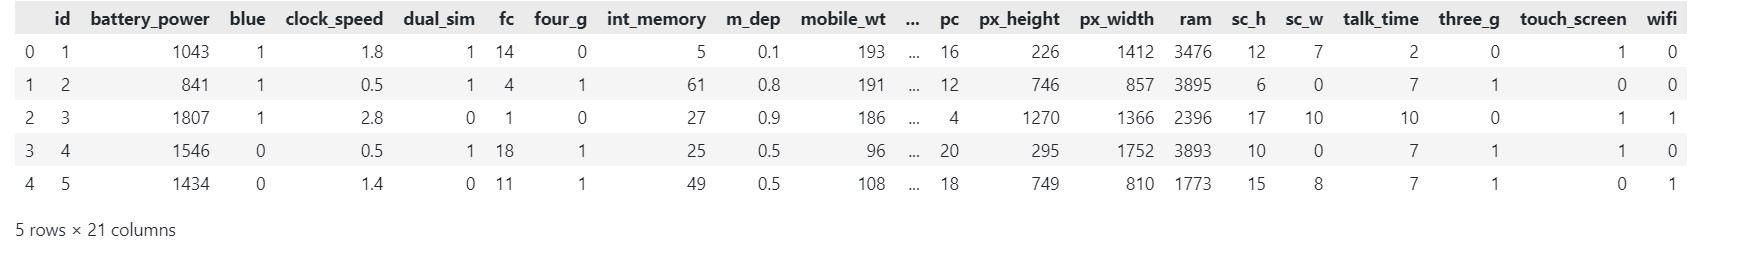 id battery_power blue clock_speed dual_sim fc four_g int_memory m_dep mobile_wt ... pc px_height px_width ram sc_h sc_w talk_time three_g touch_screen wifi
0 1 1043 1 1.8 1 14 0 5 0.1 193 ... 16 226 1412 3476 12 7 2 0 1 0
1 2 841 1 0.5 1 4 1 61 0.8 191 ... 12 746 857 3895 6 0 7 1 0 0
2 3 1807 1 2.8 0 1 0 27 0.9 186 ... 4 1270 1366 2396 17 10 10 0 1 1
3 4 1546 0 0.5 1 18 1 25 0.5 96 ... 20 295 1752 3893 10 0 7 1 1 0
4 5 1434 0 1.4 0 11 1 49 0.5 108 ... 18 749 810 1773 15 8 7 1 0 1
5 rows × 21 columns